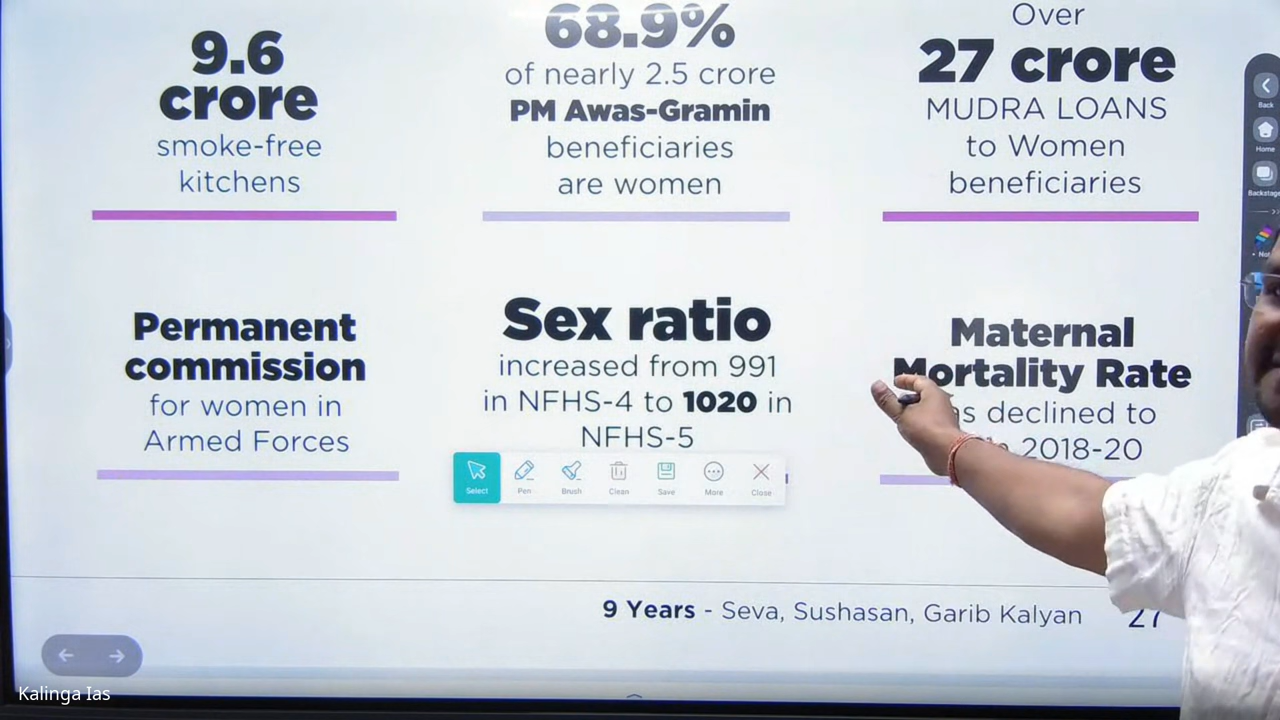 9.6
crore
smoke-free
kitchens
68.9%
of nearly 2.5 crore
PM Awas-Gramin
beneficiaries
are women
Over
27 crore
MUDRA LOANS
to Women
beneficiaries
Permanent
commission
for women in
Armed Forces
Sex ratio
increased from 991
in NFHS-4 to 1020 in
NFHS-5
Maternal
Mortality Rate
declined to
2018-20
Select
Pen
Brush
Clean
Save
More
Close
Back
Home
Backstage
9 Years - Seva, Sushasan, Garib Kalyan
27
Kalinga Ias